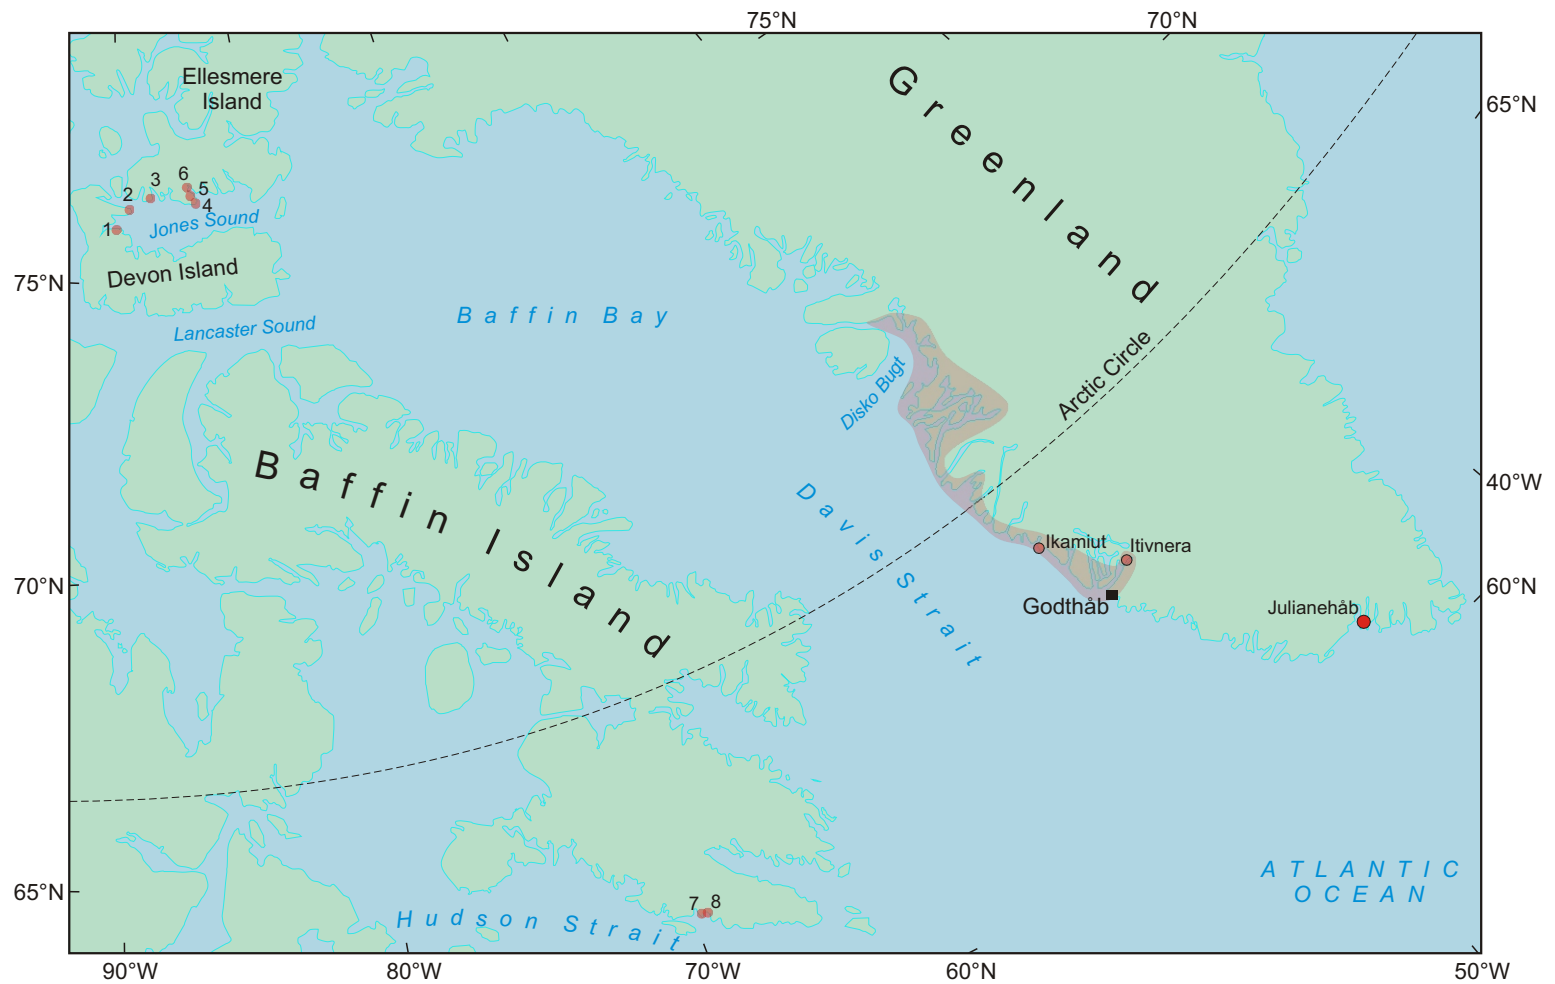 75°N
70°N
Ellesmere
Island
Greenland
65°N
6
3
5
2
4
1
Jones Sound
Devon Island
75°N
Baffin Bay
Lancaster Sound
Arctic Circle
Disko Bugt
Baffin Island
Davis Strait
40°W
Ikamiut
Itivnera
70°N
60°N
Godthåb
Julianehåb
ATLANTIC
OCEAN
65°N
7
8
Hudson Strait
90°W
80°W
70°W
60°N
50°W